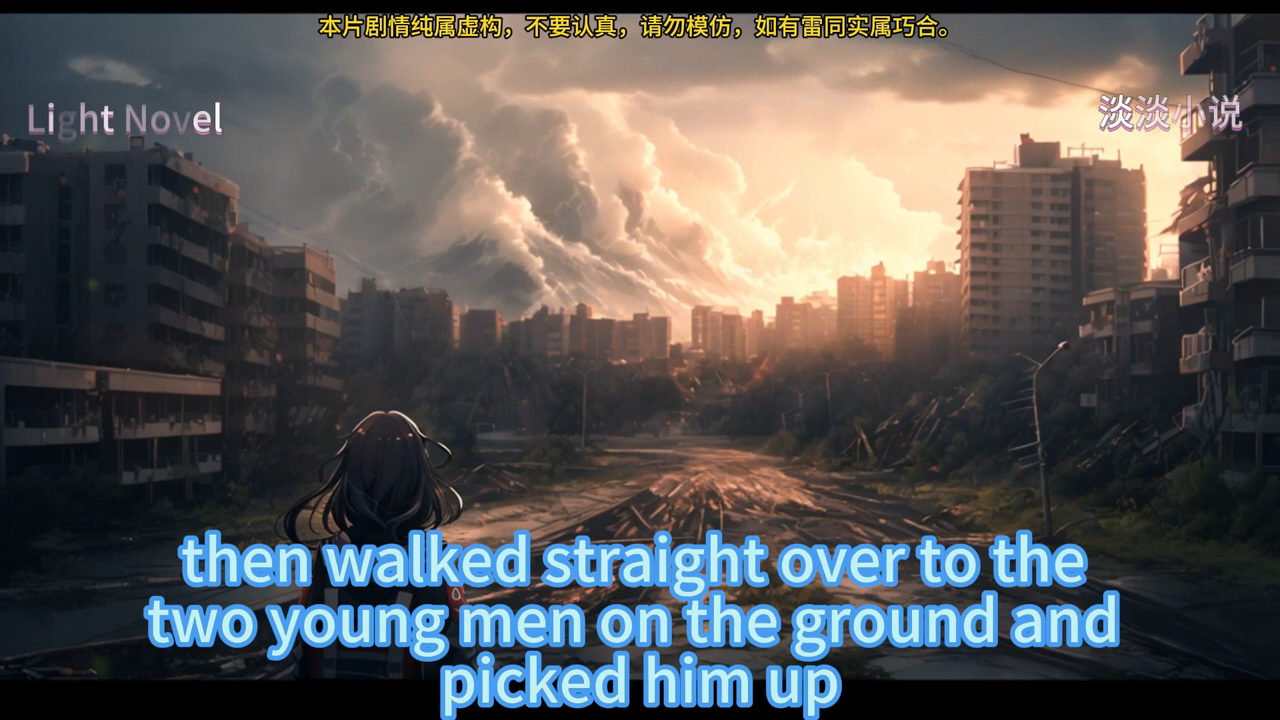 本片剧情纯属虚构，不要认真，请勿模仿，如有雷同实属巧合。
Light Novel
淡淡小说
then walked straight over to the
two young men on the ground and
picked him up